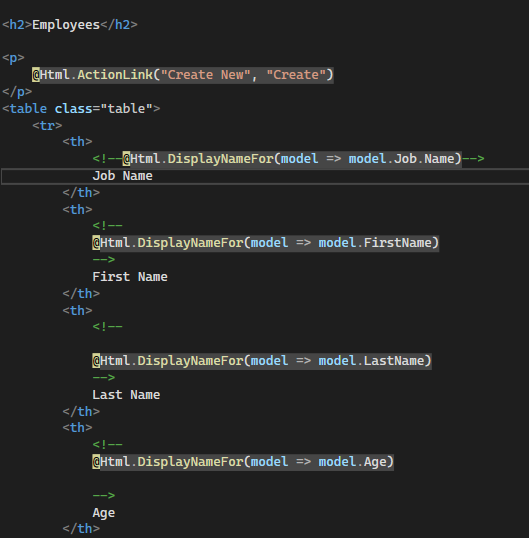 <h2>Employees</h2>
<p>
@Html.ActionLink("Create New", "Create")
</p>
<table class="table">
<tr>
<th>
<!--@Html.DisplayNameFor(model => model.Job.Name)-->
Job Name
</th>
<th>
<!--
@Html.DisplayNameFor(model => model.FirstName)
-->
First Name
</th>
<th>
<!--
@Html.DisplayNameFor(model => model.LastName)
-->
Last Name
</th>
<th>
<!--
@Html.DisplayNameFor(model => model.Age)
-->
Age
</th>